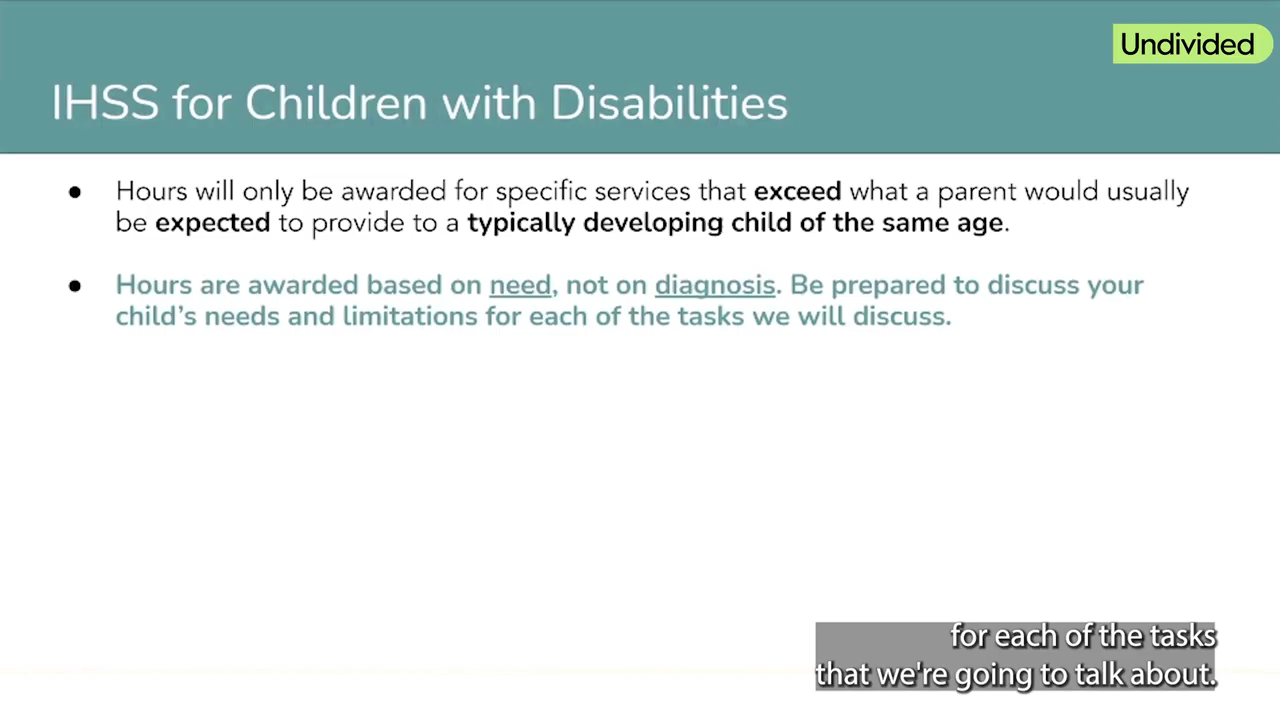 Undivided
IHSS for Children with Disabilities
● Hours will only be awarded for specific services that exceed what a parent would usually
be expected to provide to a typically developing child of the same age.
● Hours are awarded based on need, not on diagnosis. Be prepared to discuss your
child’s needs and limitations for each of the tasks we will discuss.
for each of the tasks
that we're going to talk about.